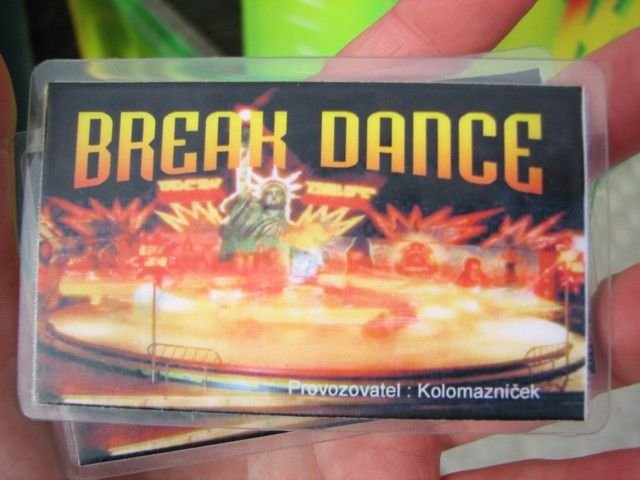 BREAK DANCE
Provozovatel : Kolomazníček